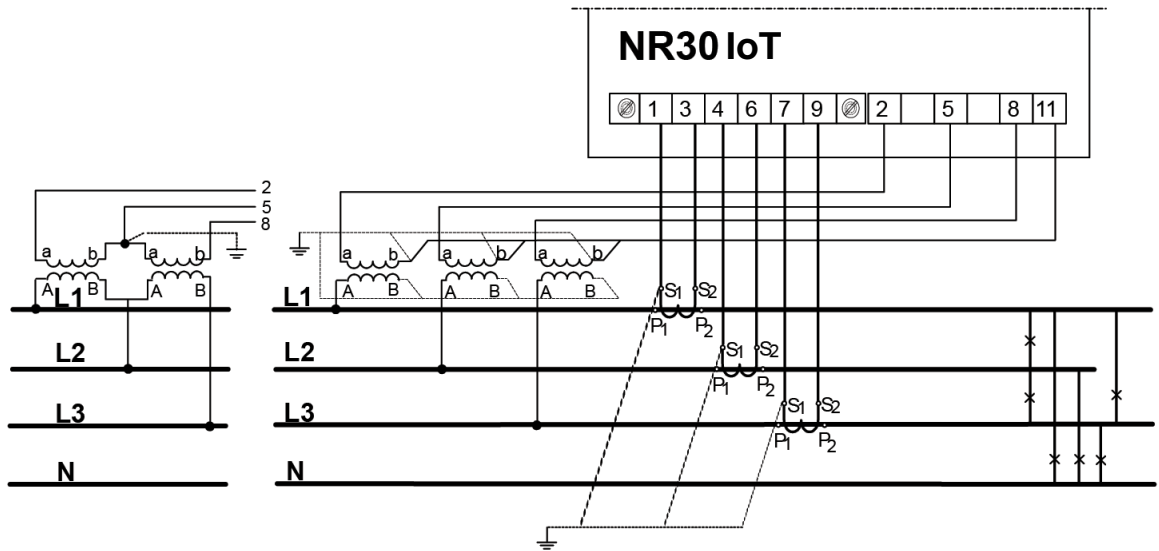 NR30 IoT
1 3 4 6 7 9 2 5 8 11
2
5
8
a b a b
A B A B
a b a b a b
A B A B A B
L1 L1
S1 S2
P1 P2
L2 L2
S1 S2
P1 P2
L3 L3
S1 S2
P1 P2
N N